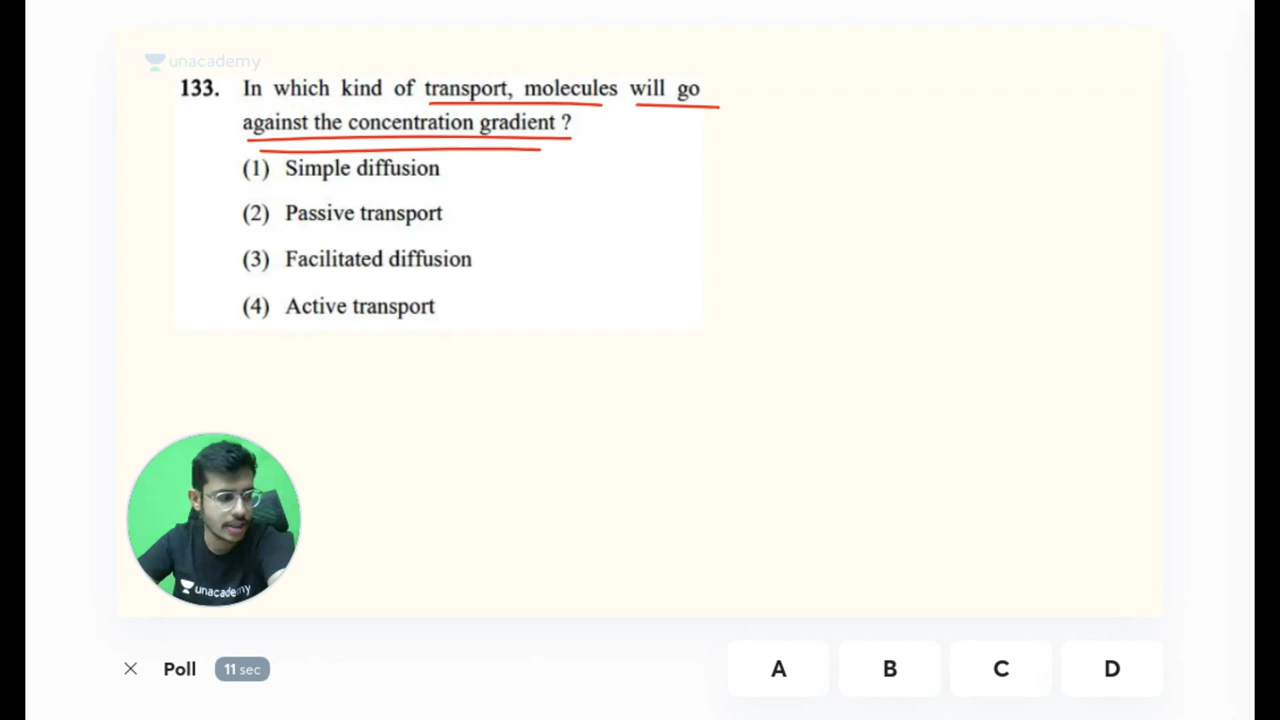 unacademy
133. In which kind of transport, molecules will go
against the concentration gradient ?
(1) Simple diffusion
(2) Passive transport
(3) Facilitated diffusion
(4) Active transport
unacademy
Poll 11 sec A B C D